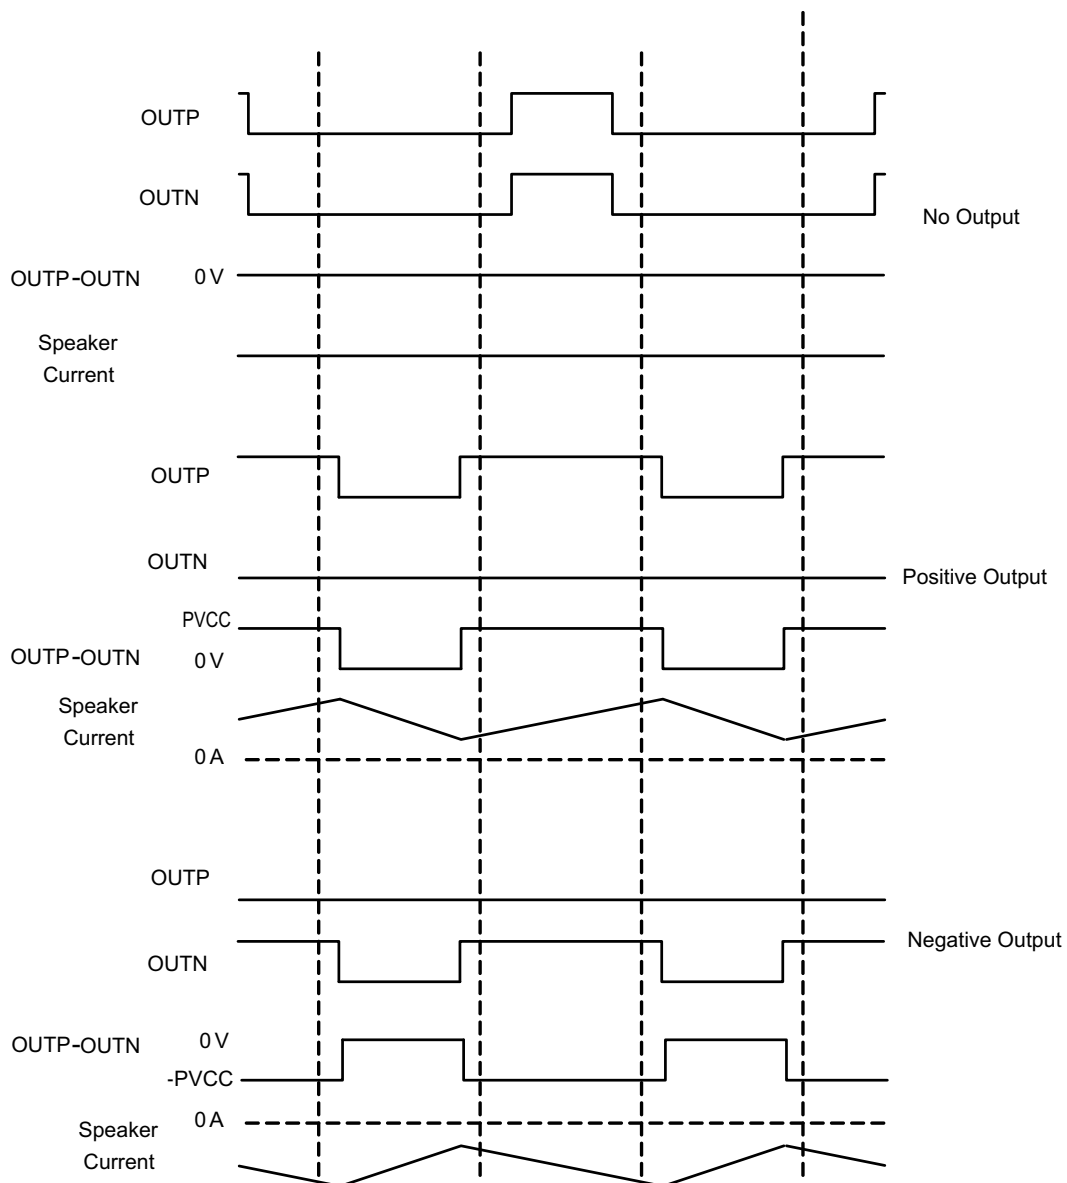 OUTP
OUTN
No Output
OUTP-OUTN 0 V
Speaker
Current
OUTP
OUTN
Positive Output
PVCC
OUTP-OUTN 0 V
Speaker
Current
0 A
OUTP
Negative Output
OUTN
OUTP-OUTN 0 V
-PVCC
0 A
Speaker
Current